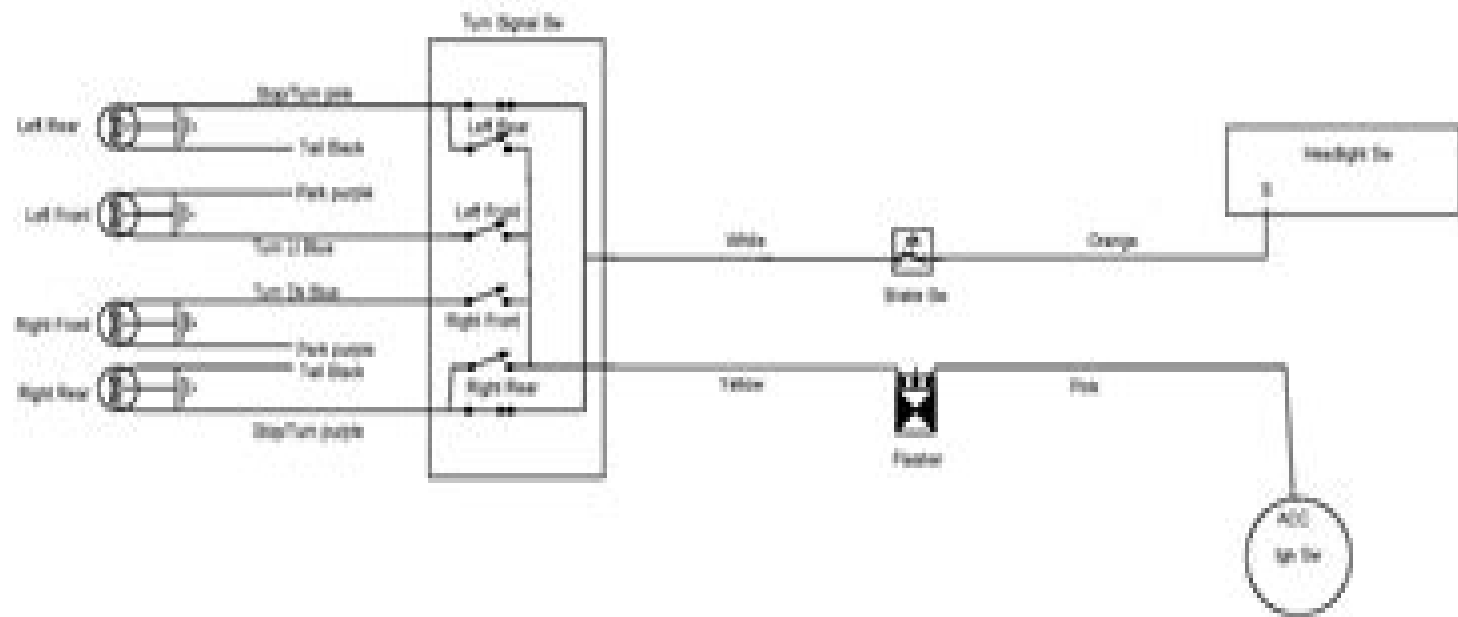 Turn Signal Sw
Stop/Turn pink
Left Rear
Left Rear
Tail Black
Headlight Sw
Park purple
Left Front
Left Front
Turn Lt Blue
White
Orange
Brake Sw
Turn Dk Blue
Right Front
Right Front
Park purple
Tail Black
Right Rear
Right Rear
Yellow
Pink
Stop/Turn purple
Flasher
ACC
Ign Sw